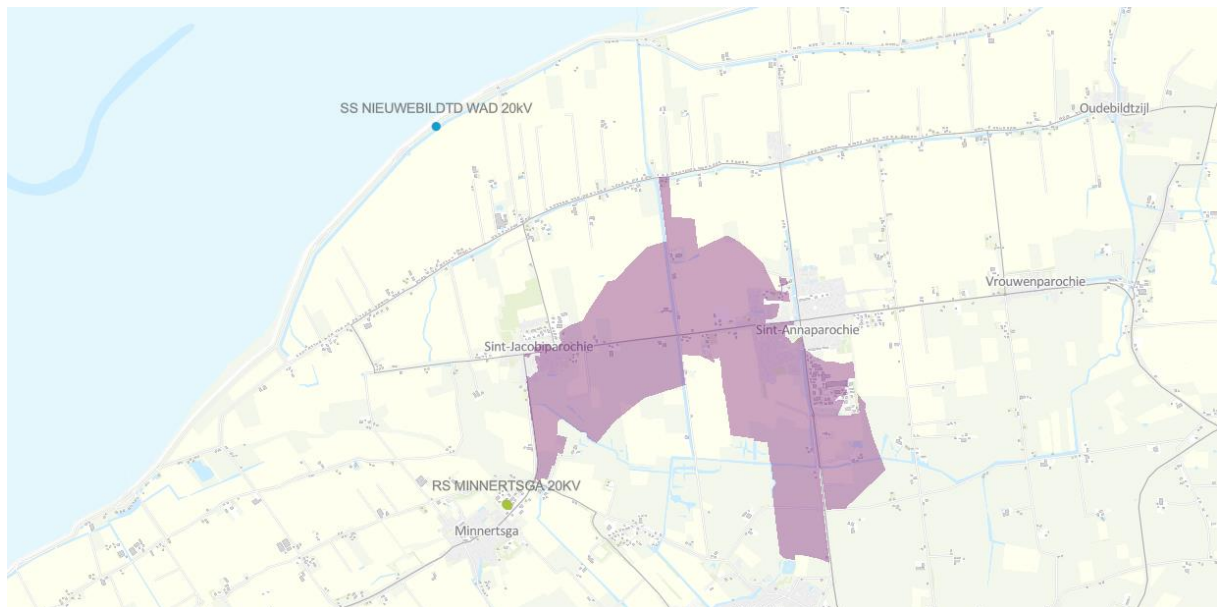 SS NIEUWEBILDTD WAD 20kV
Oudebildtzijl
Vrouwenparochie
Sint-Annaparochie
Sint-Jacobiparochie
RS MINNERTSGA 20KV
Minnertsga